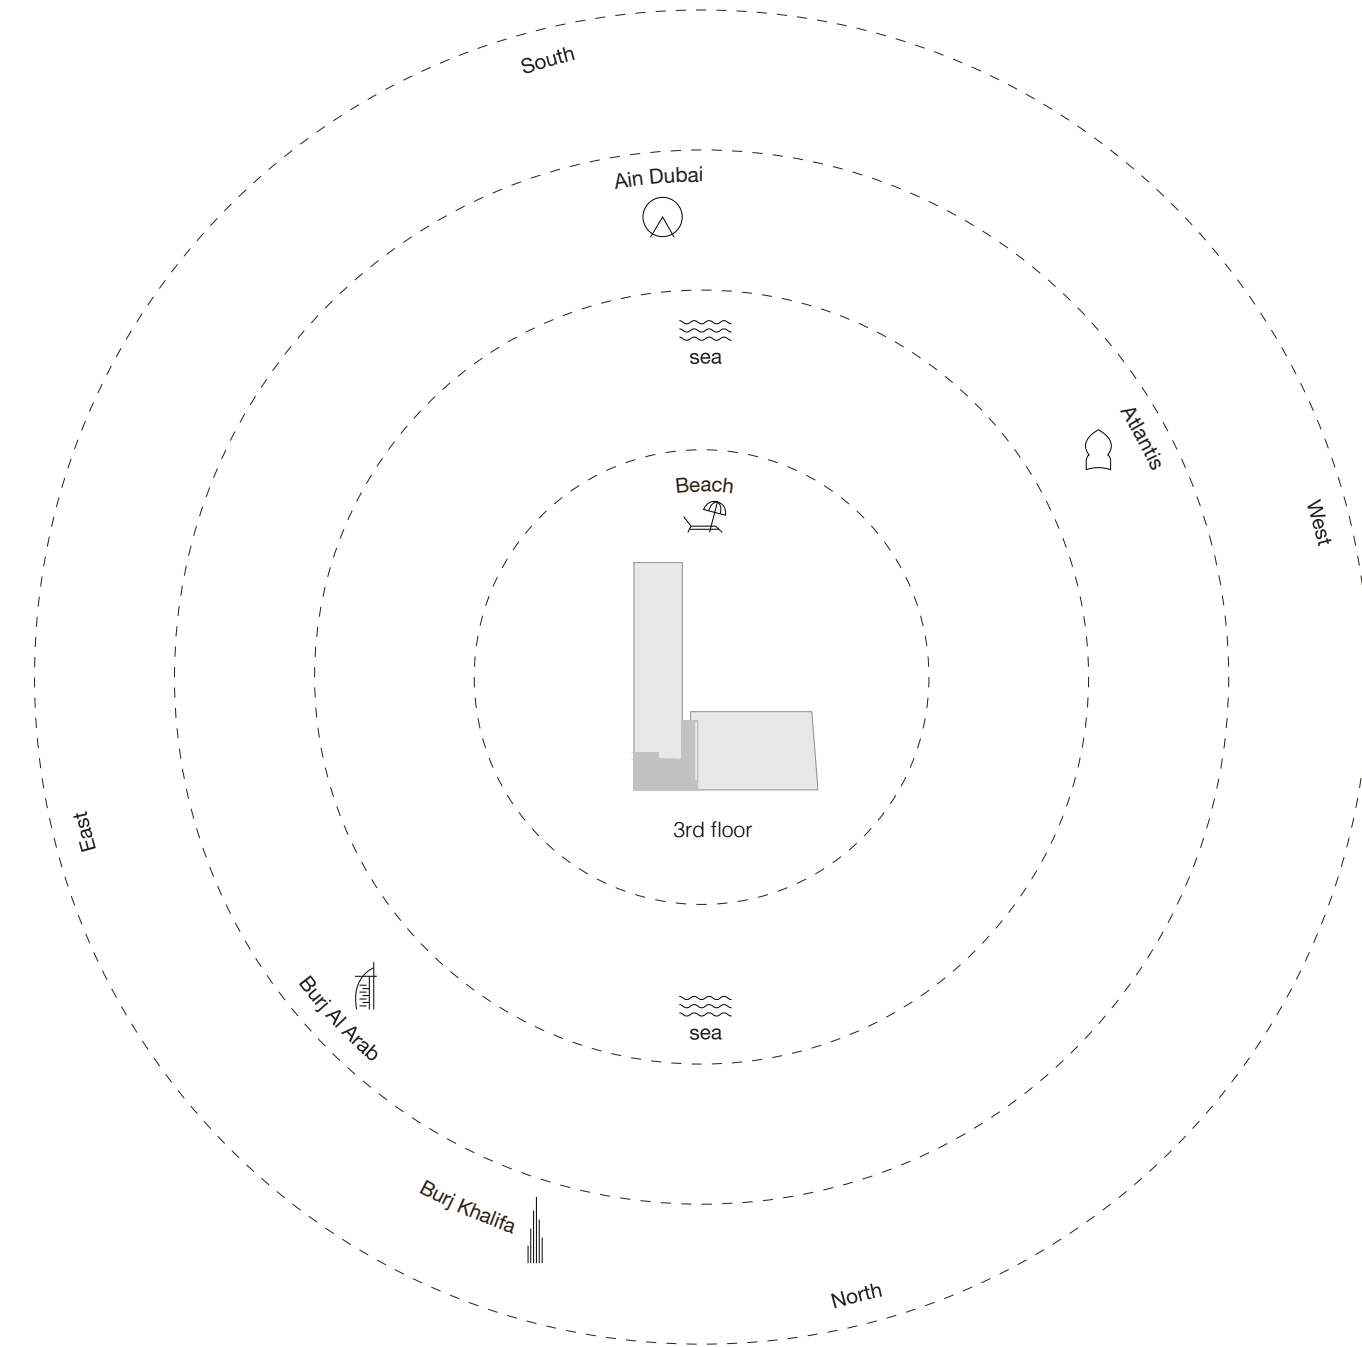 South
Ain Dubai
sea
Atlantis
Beach
West
3rd floor
East
Burj Al Arab
sea
Burj Khalifa
North